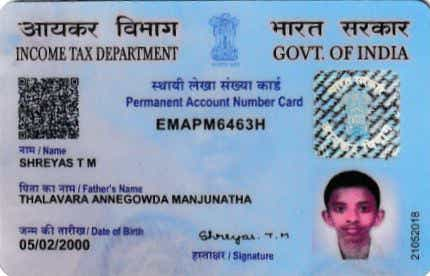 आयकर विभाग
INCOME TAX DEPARTMENT
भारत सरकार
GOVT. OF INDIA
स्थायी लेखा संख्या कार्ड
Permanent Account Number Card
EMAPM6463H
नाम / Name
SHREYAS T M
पिता का नाम / Father's Name
THALAVARA ANNEGOWDA MANJUNATHA
जन्म की तारीख / Date of Birth
05/02/2000
Shreyas. T. M
हस्ताक्षर / Signature
21052018